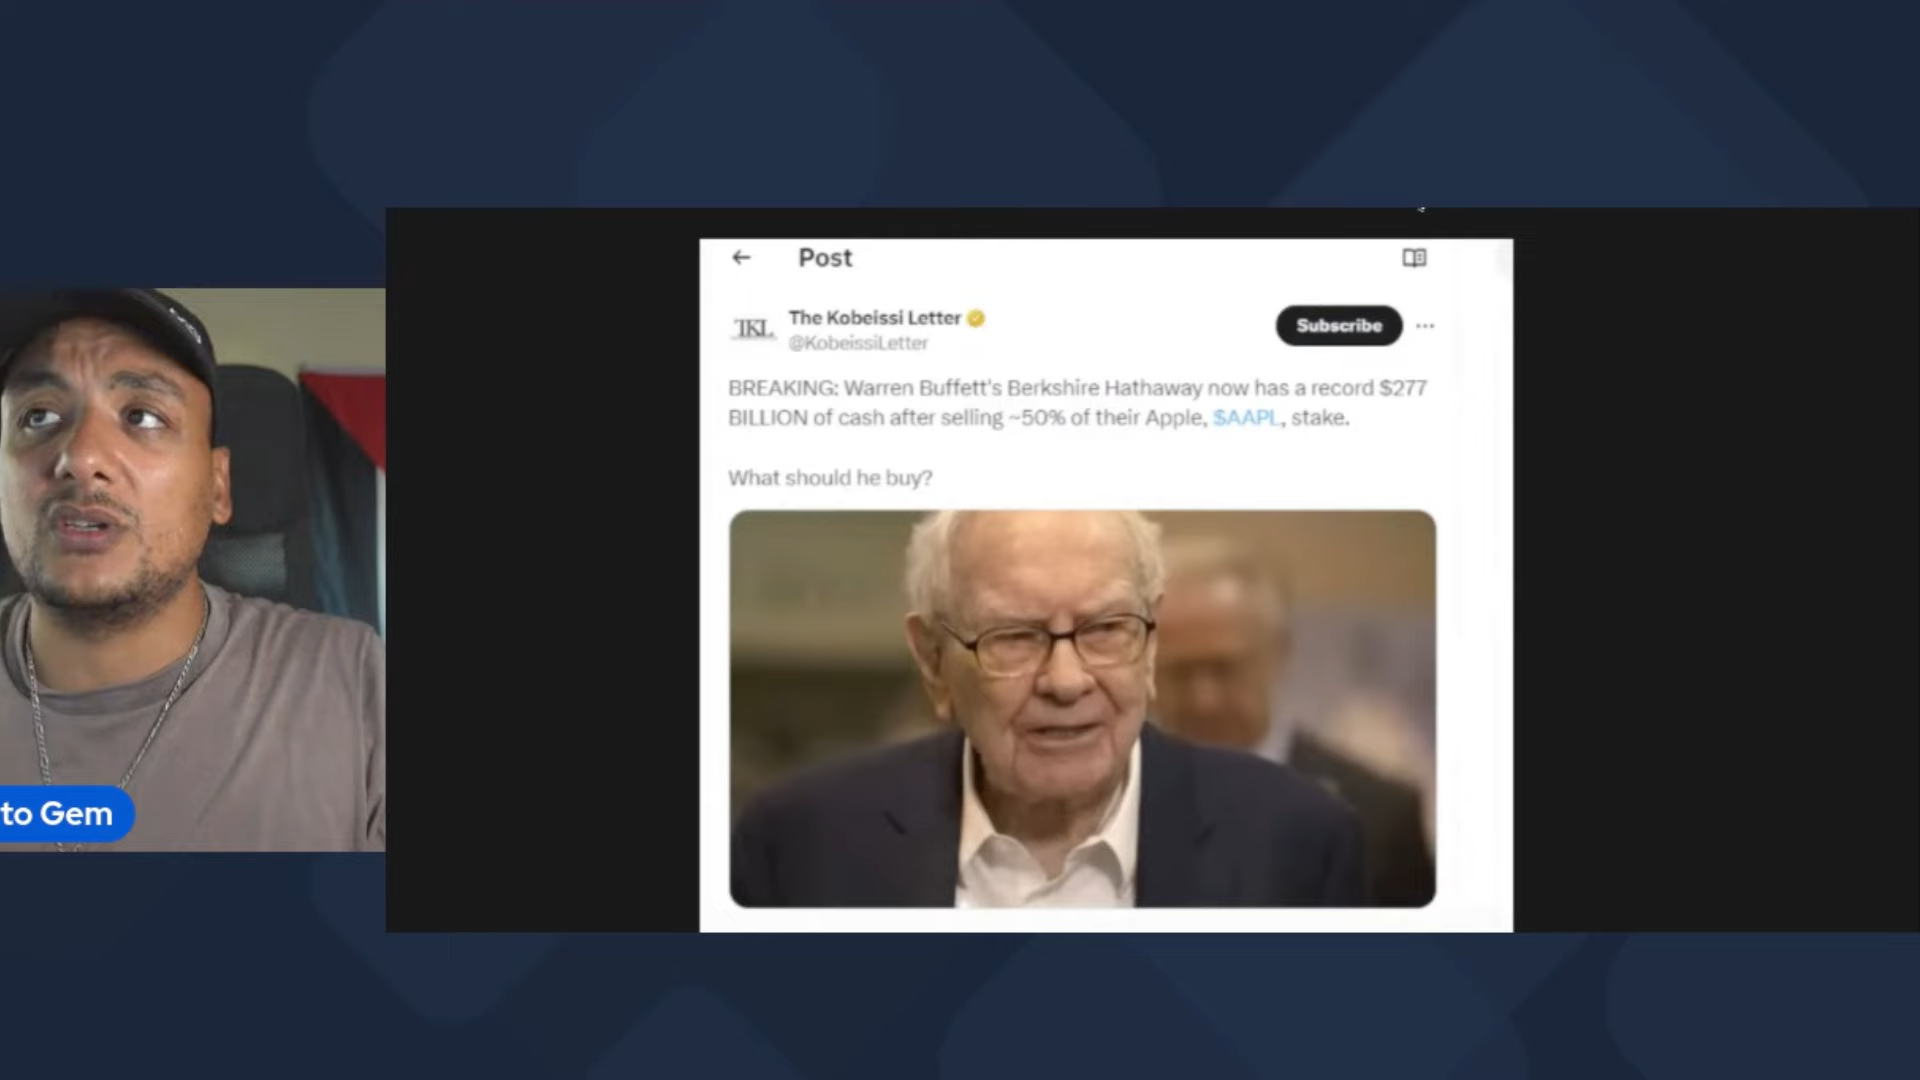 Post
TKL
The Kobeissi Letter
@KobeissiLetter
Subscribe
BREAKING: Warren Buffett's Berkshire Hathaway now has a record $277
BILLION of cash after selling ~50% of their Apple, $AAPL, stake.
What should he buy?
to Gem